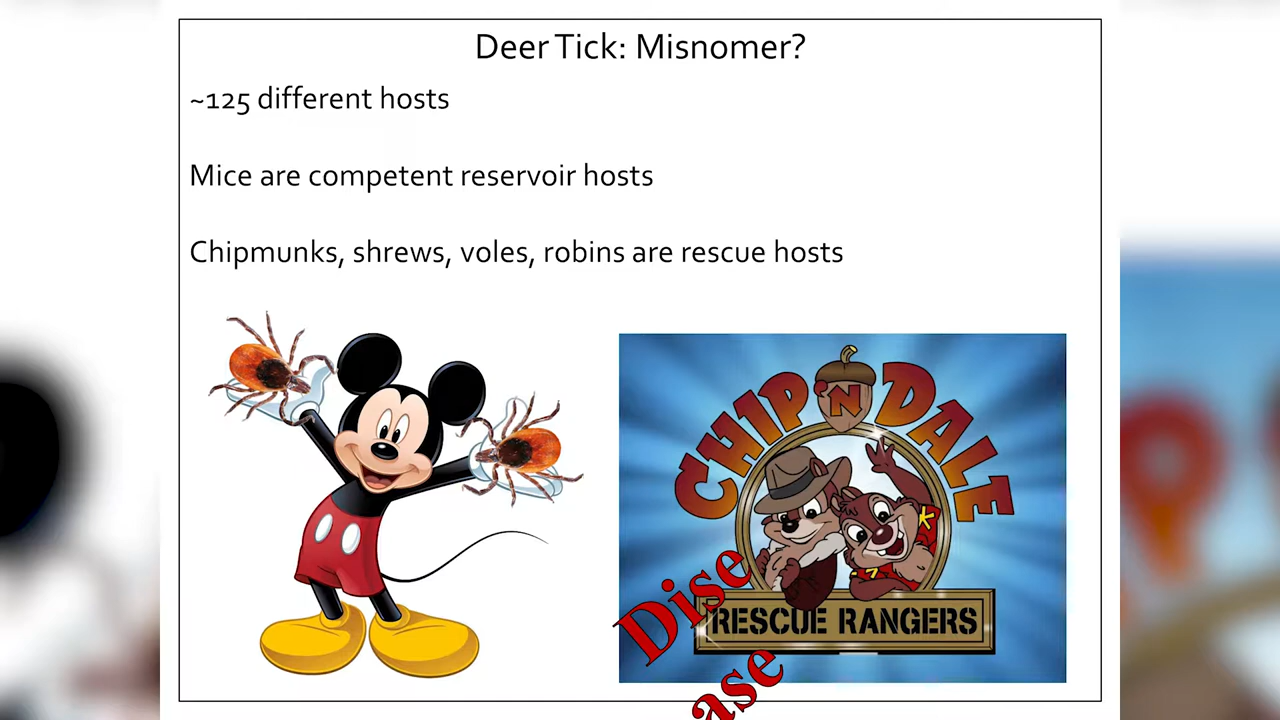 Deer Tick: Misnomer?
~125 different hosts
Mice are competent reservoir hosts
Chipmunks, shrews, voles, robins are rescue hosts
CHIP 'N DALE
Dise
ase
RESCUE RANGERS